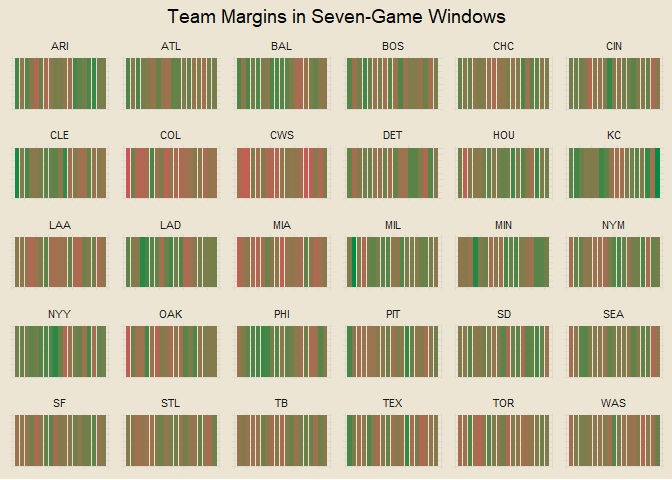 Team Margins in Seven-Game Windows
ARI ATL BAL BOS CHC CIN
CLE COL CWS DET HOU KC
LAA LAD MIA MIL MIN NYM
NYY OAK PHI PIT SD SEA
SF STL TB TEX TOR WAS